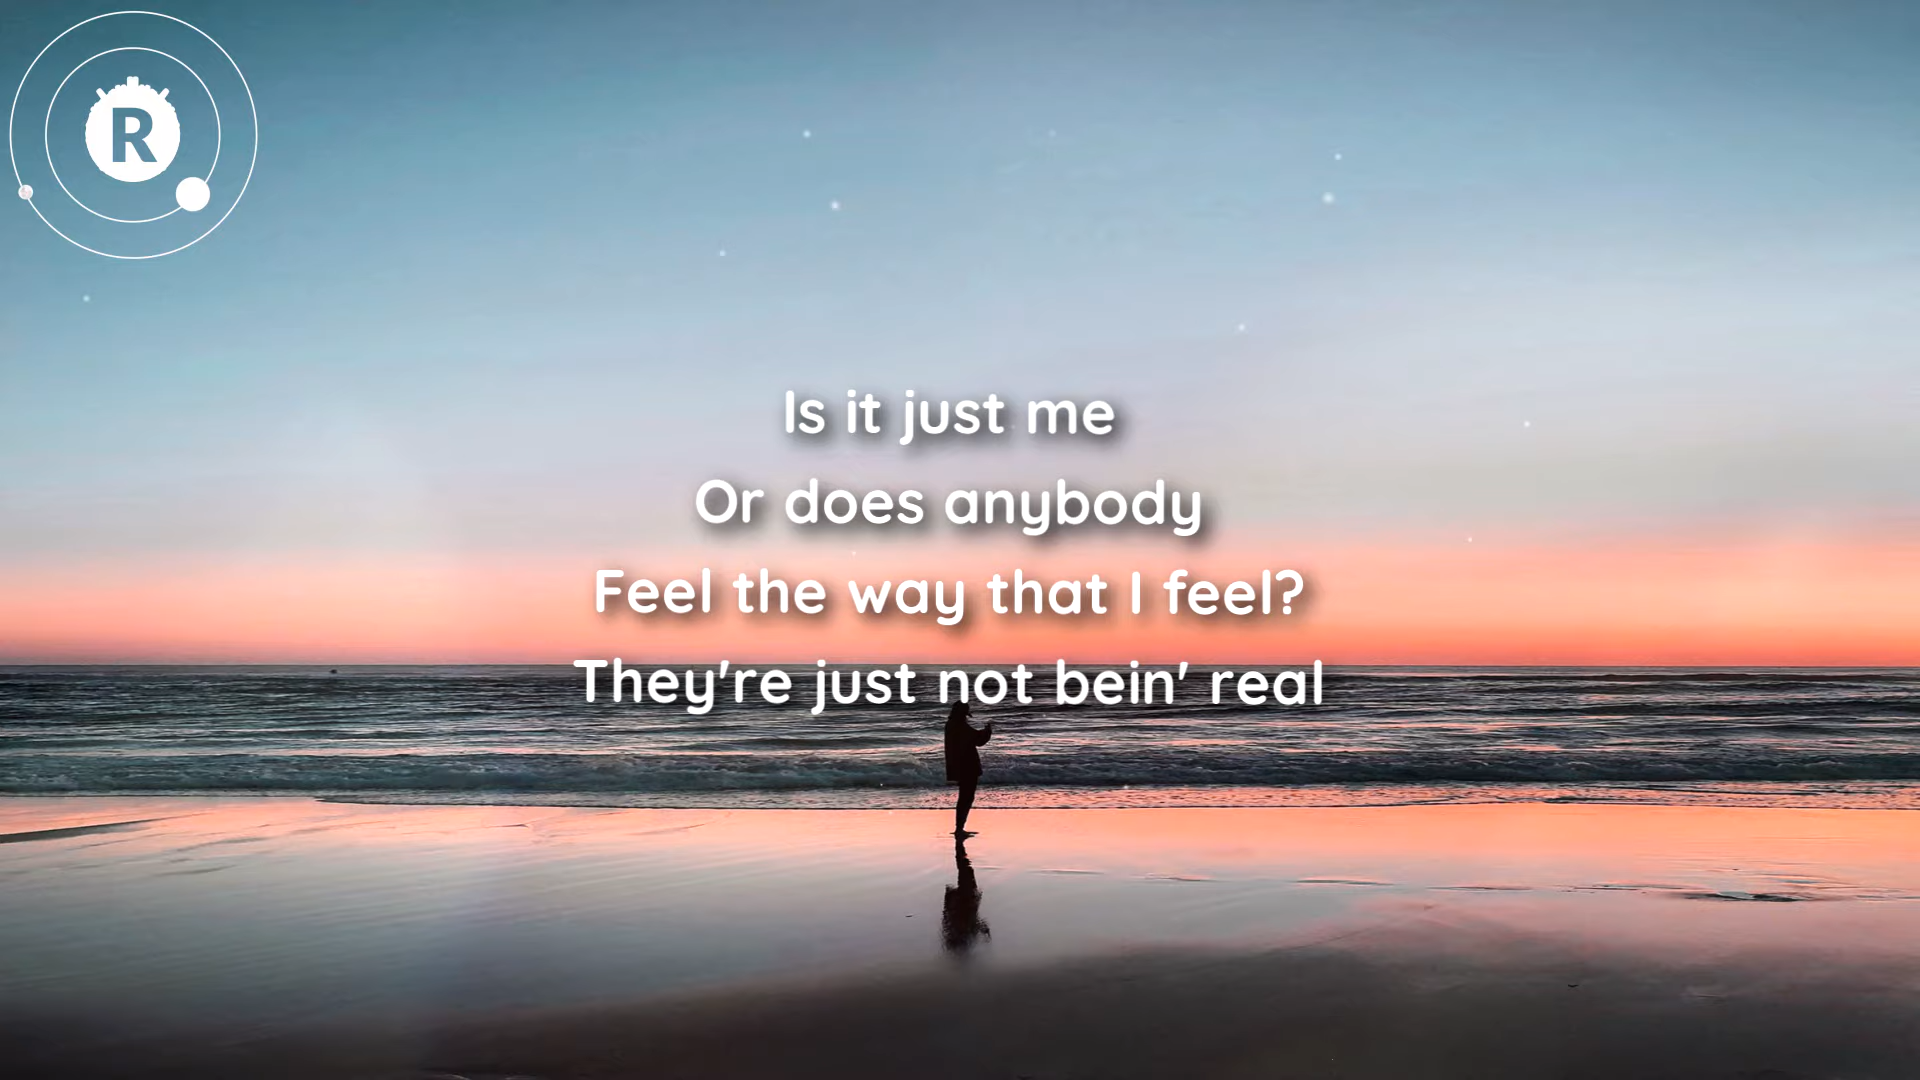 R
Is it just me
Or does anybody
Feel the way that I feel?
They're just not bein' real